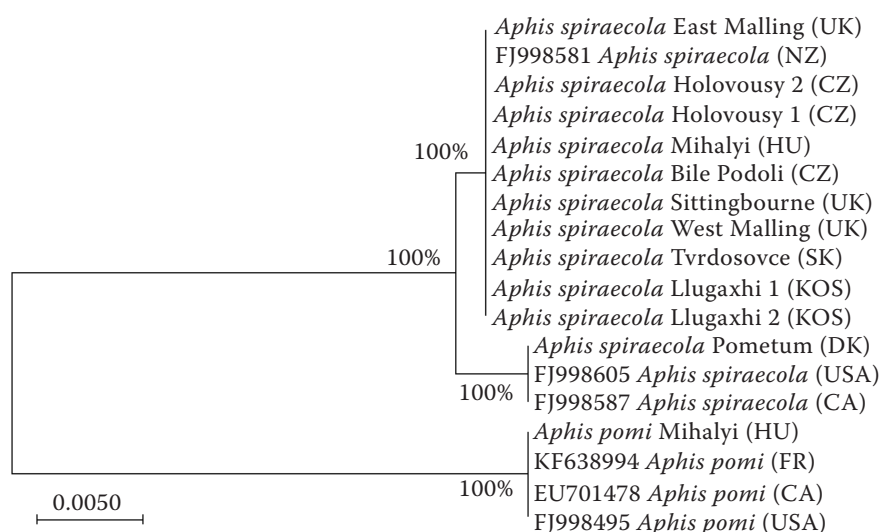 Aphis spiraecola East Malling (UK)
FJ998581 Aphis spiraecola (NZ)
Aphis spiraecola Holovousy 2 (CZ)
Aphis spiraecola Holovousy 1 (CZ)
Aphis spiraecola Mihalyi (HU)
100%
Aphis spiraecola Bile Podoli (CZ)
Aphis spiraecola Sittingbourne (UK)
Aphis spiraecola West Malling (UK)
100%
Aphis spiraecola Tvrdosovce (SK)
Aphis spiraecola Llugaxhi 1 (KOS)
Aphis spiraecola Llugaxhi 2 (KOS)
Aphis spiraecola Pometum (DK)
FJ998605 Aphis spiraecola (USA)
100%
FJ998587 Aphis spiraecola (CA)
Aphis pomi Mihalyi (HU)
KF638994 Aphis pomi (FR)
100%
EU701478 Aphis pomi (CA)
FJ998495 Aphis pomi (USA)
0.0050